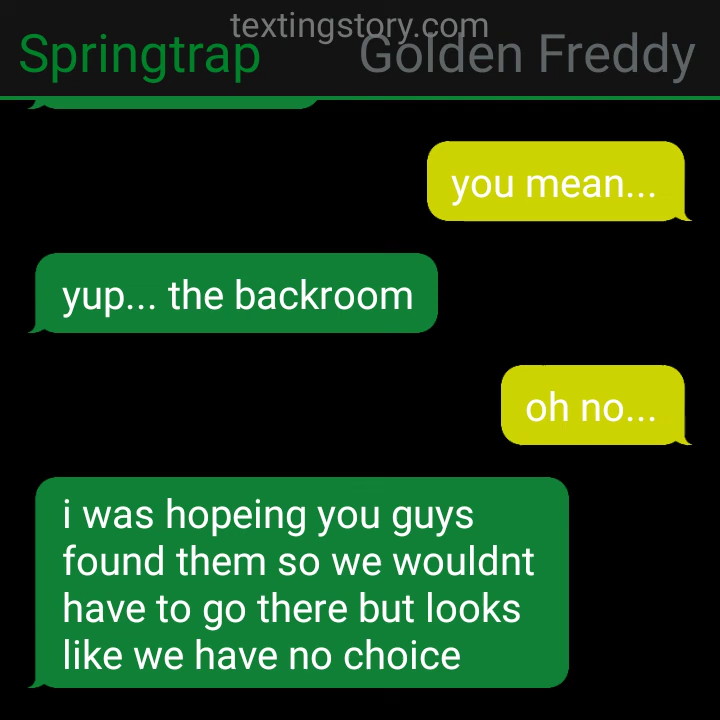 textingstory.com
Springtrap
Golden Freddy
you mean...
yup... the backroom
oh no...
i was hopeing you guys
found them so we wouldnt
have to go there but looks
like we have no choice